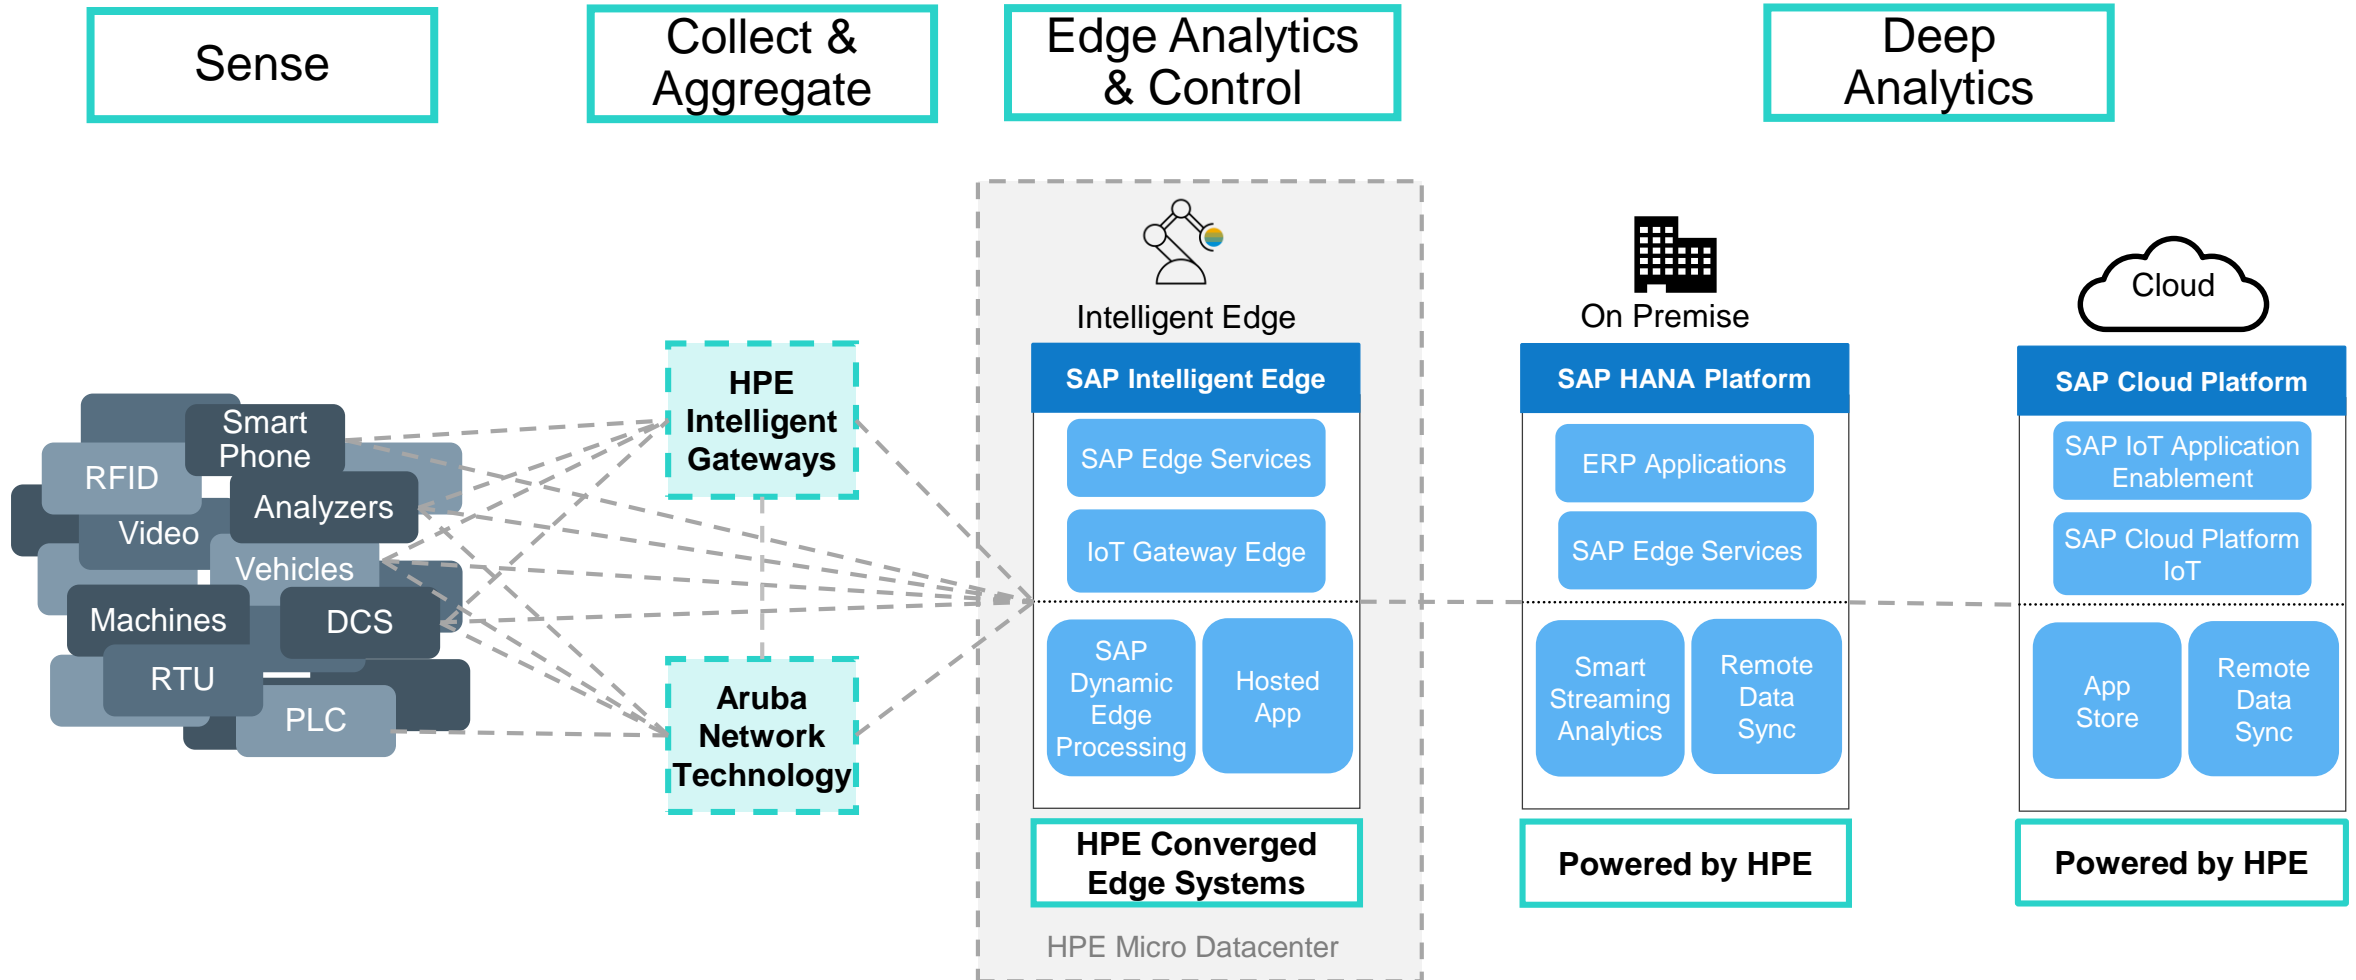 Sense
Collect &
Aggregate
Edge Analytics
& Control
Deep
Analytics
Smart
Phone
RFID
Analyzers
Video
Vehicles
Machines
DCS
RTU
PLC
HPE
Intelligent
Gateways
Aruba
Network
Technology
Intelligent Edge
SAP Intelligent Edge
SAP Edge Services
IoT Gateway Edge
SAP
Dynamic
Edge
Processing
Hosted
App
HPE Converged
Edge Systems
HPE Micro Datacenter
On Premise
SAP HANA Platform
ERP Applications
SAP Edge Services
Smart
Streaming
Analytics
Remote
Data
Sync
Powered by HPE
Cloud
SAP Cloud Platform
SAP IoT Application
Enablement
SAP Cloud Platform
IoT
App
Store
Remote
Data
Sync
Powered by HPE